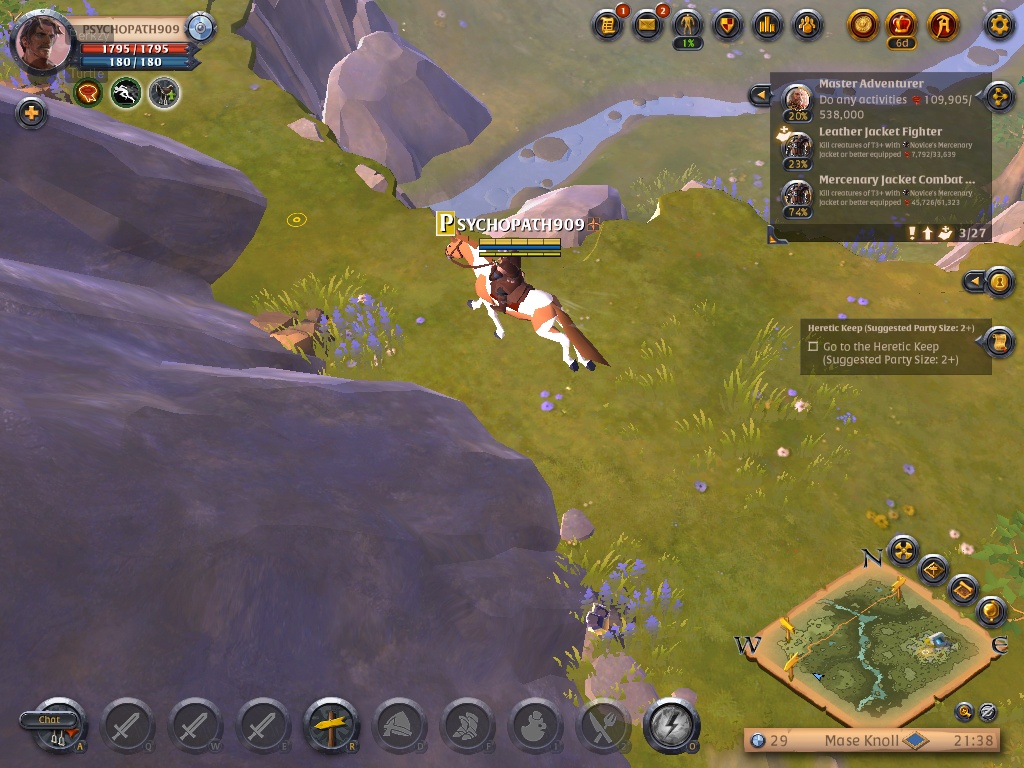 PSYCHOPATH909
1795 / 1795
180 / 180
Turtle
1
2
1%
6d
Master Adventurer
Do any activities 109,905/
538,000
20%
Leather Jacket Fighter
Kill creatures of T3+ with Novice's Mercenary
Jacket or better equipped 7,792/33,639
23%
Mercenary Jacket Combat ...
Kill creatures of T3+ with Novice's Mercenary
Jacket or better equipped 45,726/61,323
74%
3/27
PSYCHOPATH909
Heretic Keep (Suggested Party Size: 2+)
Go to the Heretic Keep
(Suggested Party Size: 2+)
N
W
E
Chat
A
Q
W
E
R
D
F
1
2
O
29
Mase Knoll
21:38